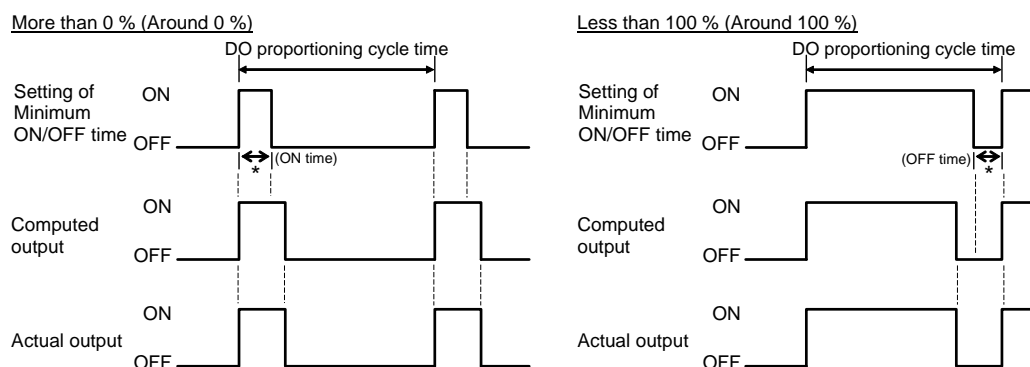 More than 0 % (Around 0 %)
DO proportioning cycle time
Setting of
Minimum
ON/OFF time
ON
OFF
(ON time)
*
Computed
output
ON
OFF
Actual output
ON
OFF
Less than 100 % (Around 100 %)
DO proportioning cycle time
Setting of
Minimum
ON/OFF time
ON
OFF
(OFF time)
*
Computed
output
ON
OFF
Actual output
ON
OFF